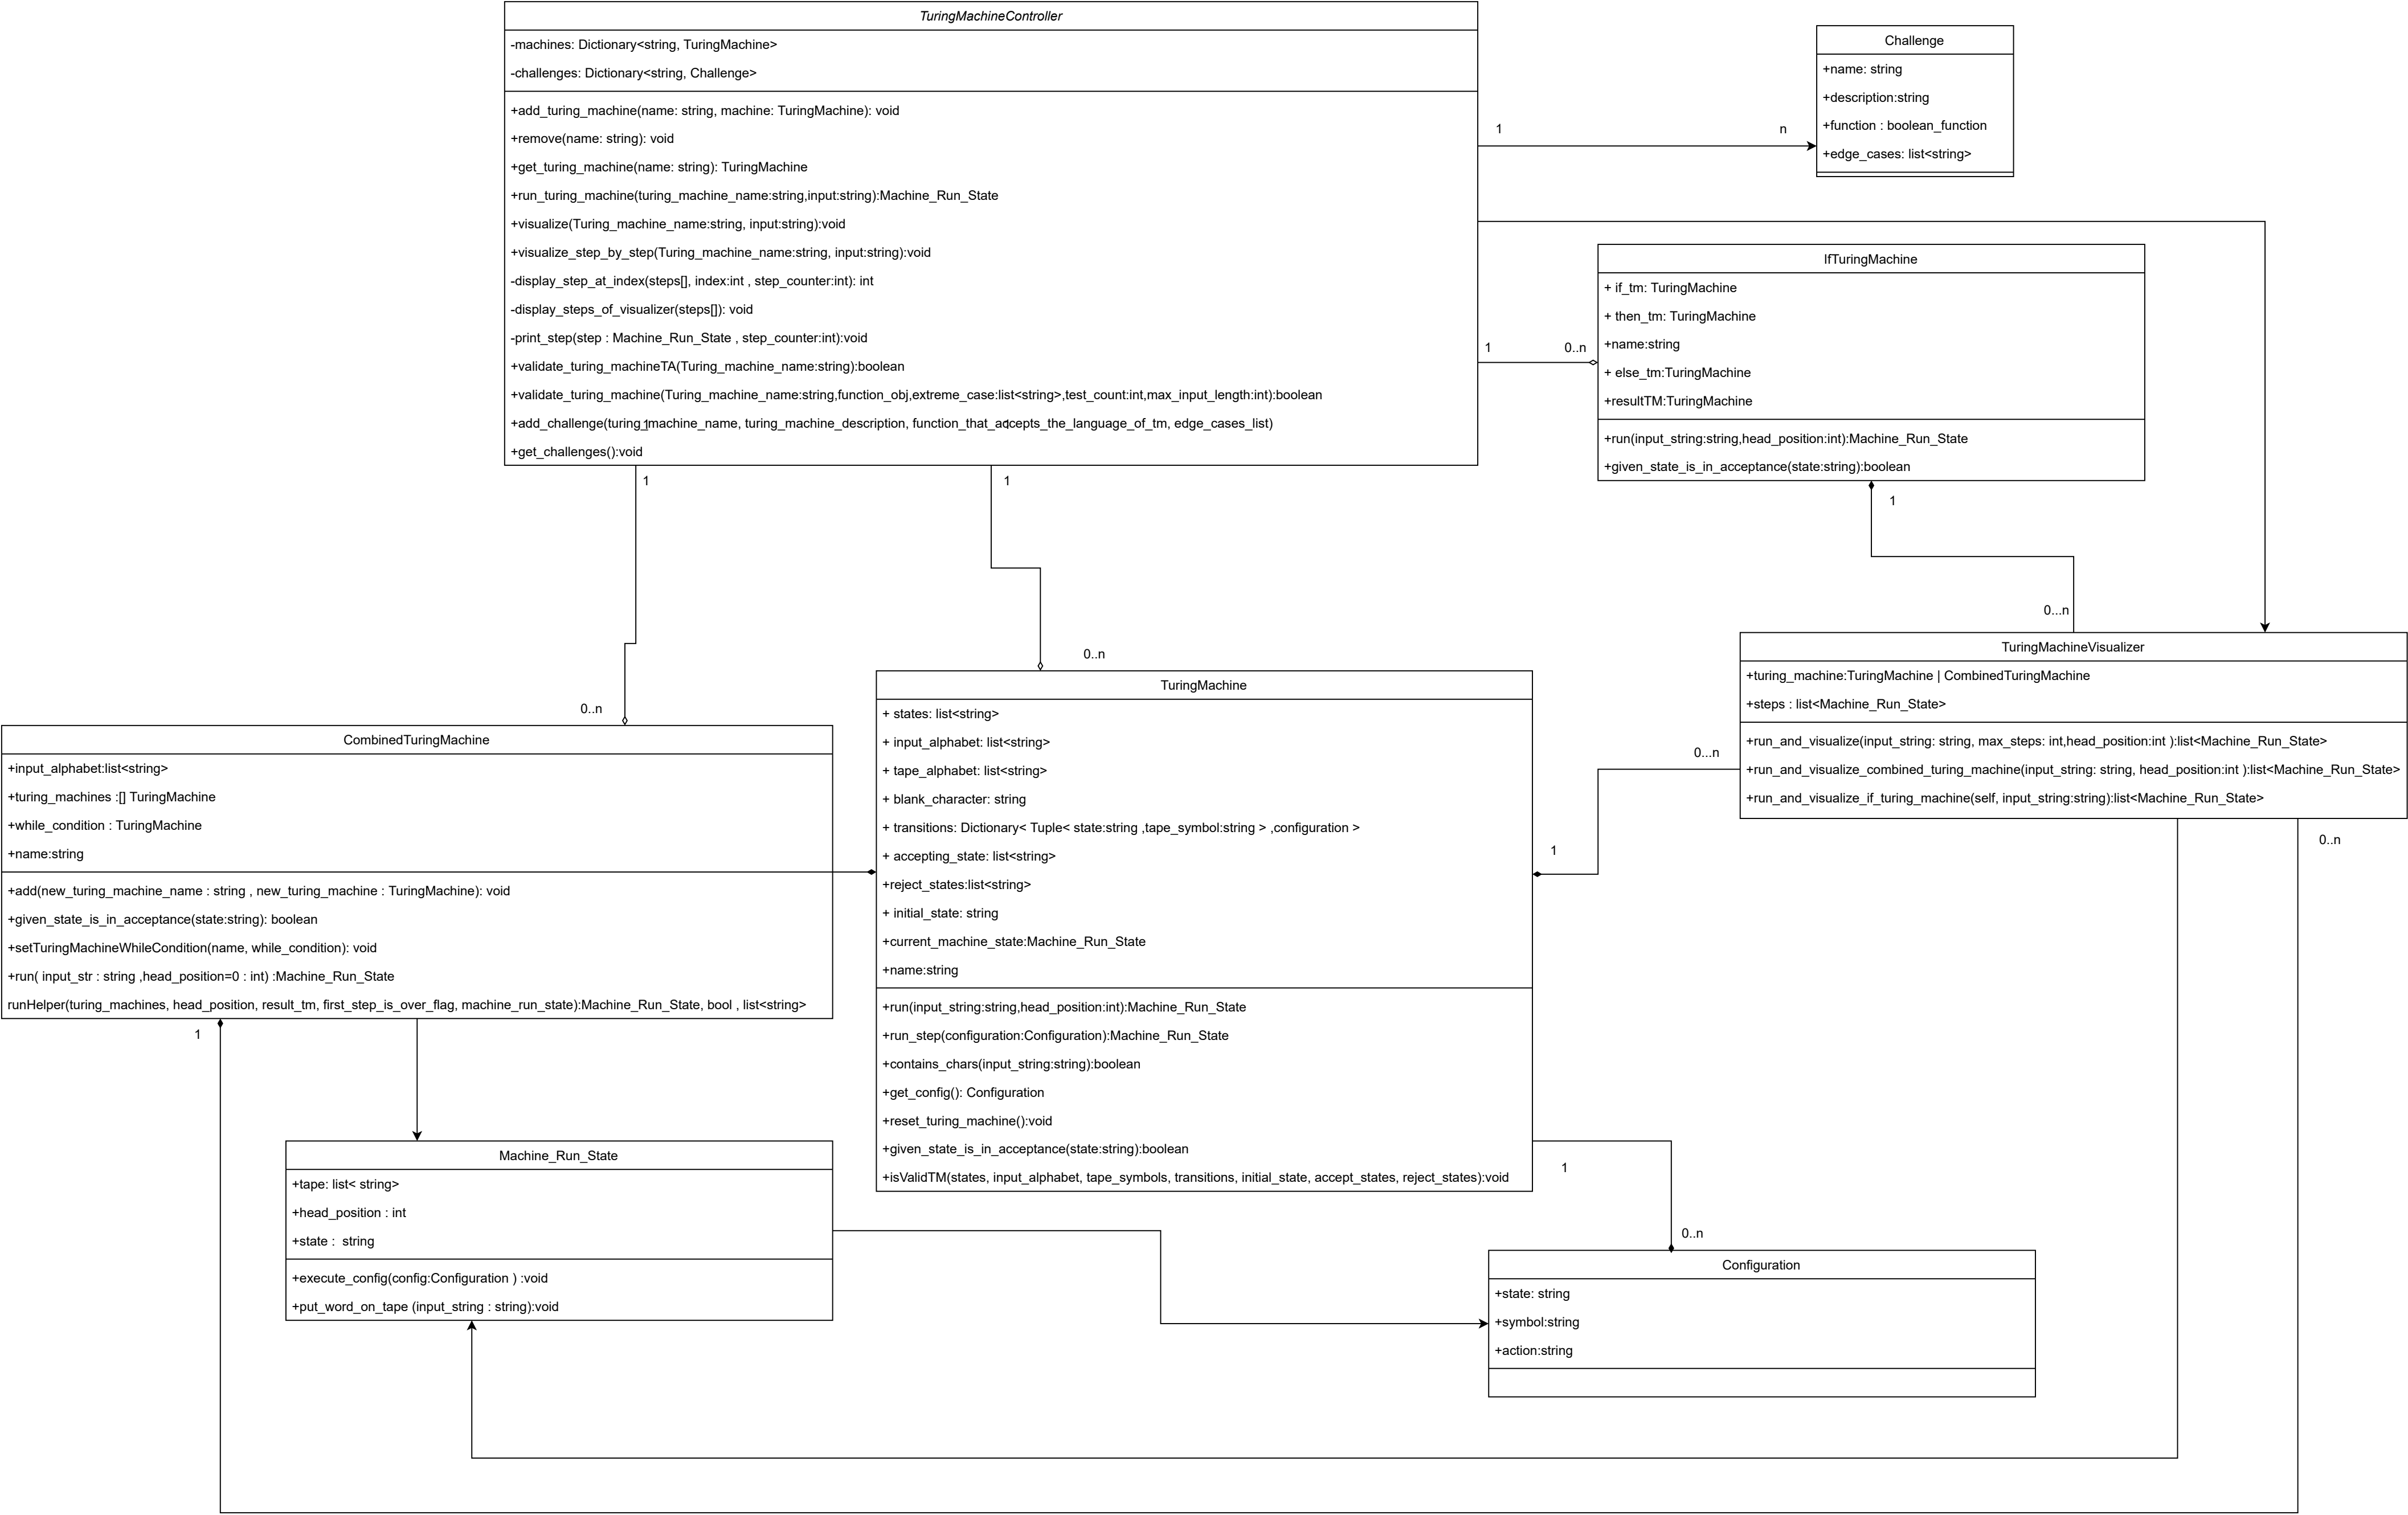 TuringMachineController
-machines: Dictionary<string, TuringMachine>
-challenges: Dictionary<string, Challenge>
+add_turing_machine(name: string, machine: TuringMachine): void
+remove(name: string): void
+get_turing_machine(name: string): TuringMachine
+run_turing_machine(turing_machine_name:string,input:string):Machine_Run_State
+visualize(Turing_machine_name:string, input:string):void
+visualize_step_by_step(Turing_machine_name:string, input:string):void
-display_step_at_index(steps[], index:int , step_counter:int): int
-display_steps_of_visualizer(steps[]): void
-print_step(step : Machine_Run_State , step_counter:int):void
+validate_turing_machineTA(Turing_machine_name:string):boolean
+validate_turing_machine(Turing_machine_name:string,function_obj,extreme_case:list<string>,test_count:int,max_input_length:int):boolean
+add_challenge(turing_machine_name, turing_machine_description, function_that_accepts_the_language_of_tm, edge_cases_list)
1
1
+get_challenges():void
1
1
1
n
Challenge
+name: string
+description:string
+function : boolean_function
+edge_cases: list<string>
1
0..n
IfTuringMachine
+ if_tm: TuringMachine
+ then_tm: TuringMachine
+name:string
+ else_tm:TuringMachine
+resultTM:TuringMachine
+run(input_string:string,head_position:int):Machine_Run_State
+given_state_is_in_acceptance(state:string):boolean
1
0...n
TuringMachineVisualizer
+turing_machine:TuringMachine | CombinedTuringMachine
+steps : list<Machine_Run_State>
+run_and_visualize(input_string: string, max_steps: int,head_position:int ):list<Machine_Run_State>
+run_and_visualize_combined_turing_machine(input_string: string, head_position:int ):list<Machine_Run_State>
+run_and_visualize_if_turing_machine(self, input_string:string):list<Machine_Run_State>
0...n
1
0..n
0..n
0..n
CombinedTuringMachine
+input_alphabet:list<string>
+turing_machines :[] TuringMachine
+while_condition : TuringMachine
+name:string
+add(new_turing_machine_name : string , new_turing_machine : TuringMachine): void
+given_state_is_in_acceptance(state:string): boolean
+setTuringMachineWhileCondition(name, while_condition): void
+run( input_str : string ,head_position=0 : int) :Machine_Run_State
runHelper(turing_machines, head_position, result_tm, first_step_is_over_flag, machine_run_state):Machine_Run_State, bool , list<string>
1
TuringMachine
+ states: list<string>
+ input_alphabet: list<string>
+ tape_alphabet: list<string>
+ blank_character: string
+ transitions: Dictionary< Tuple< state:string ,tape_symbol:string > ,configuration >
+ accepting_state: list<string>
+reject_states:list<string>
+ initial_state: string
+current_machine_state:Machine_Run_State
+name:string
+run(input_string:string,head_position:int):Machine_Run_State
+run_step(configuration:Configuration):Machine_Run_State
+contains_chars(input_string:string):boolean
+get_config(): Configuration
+reset_turing_machine():void
+given_state_is_in_acceptance(state:string):boolean
+isValidTM(states, input_alphabet, tape_symbols, transitions, initial_state, accept_states, reject_states):void
1
0..n
Machine_Run_State
+tape: list< string>
+head_position : int
+state :  string
+execute_config(config:Configuration ) :void
+put_word_on_tape (input_string : string):void
Configuration
+state: string
+symbol:string
+action:string